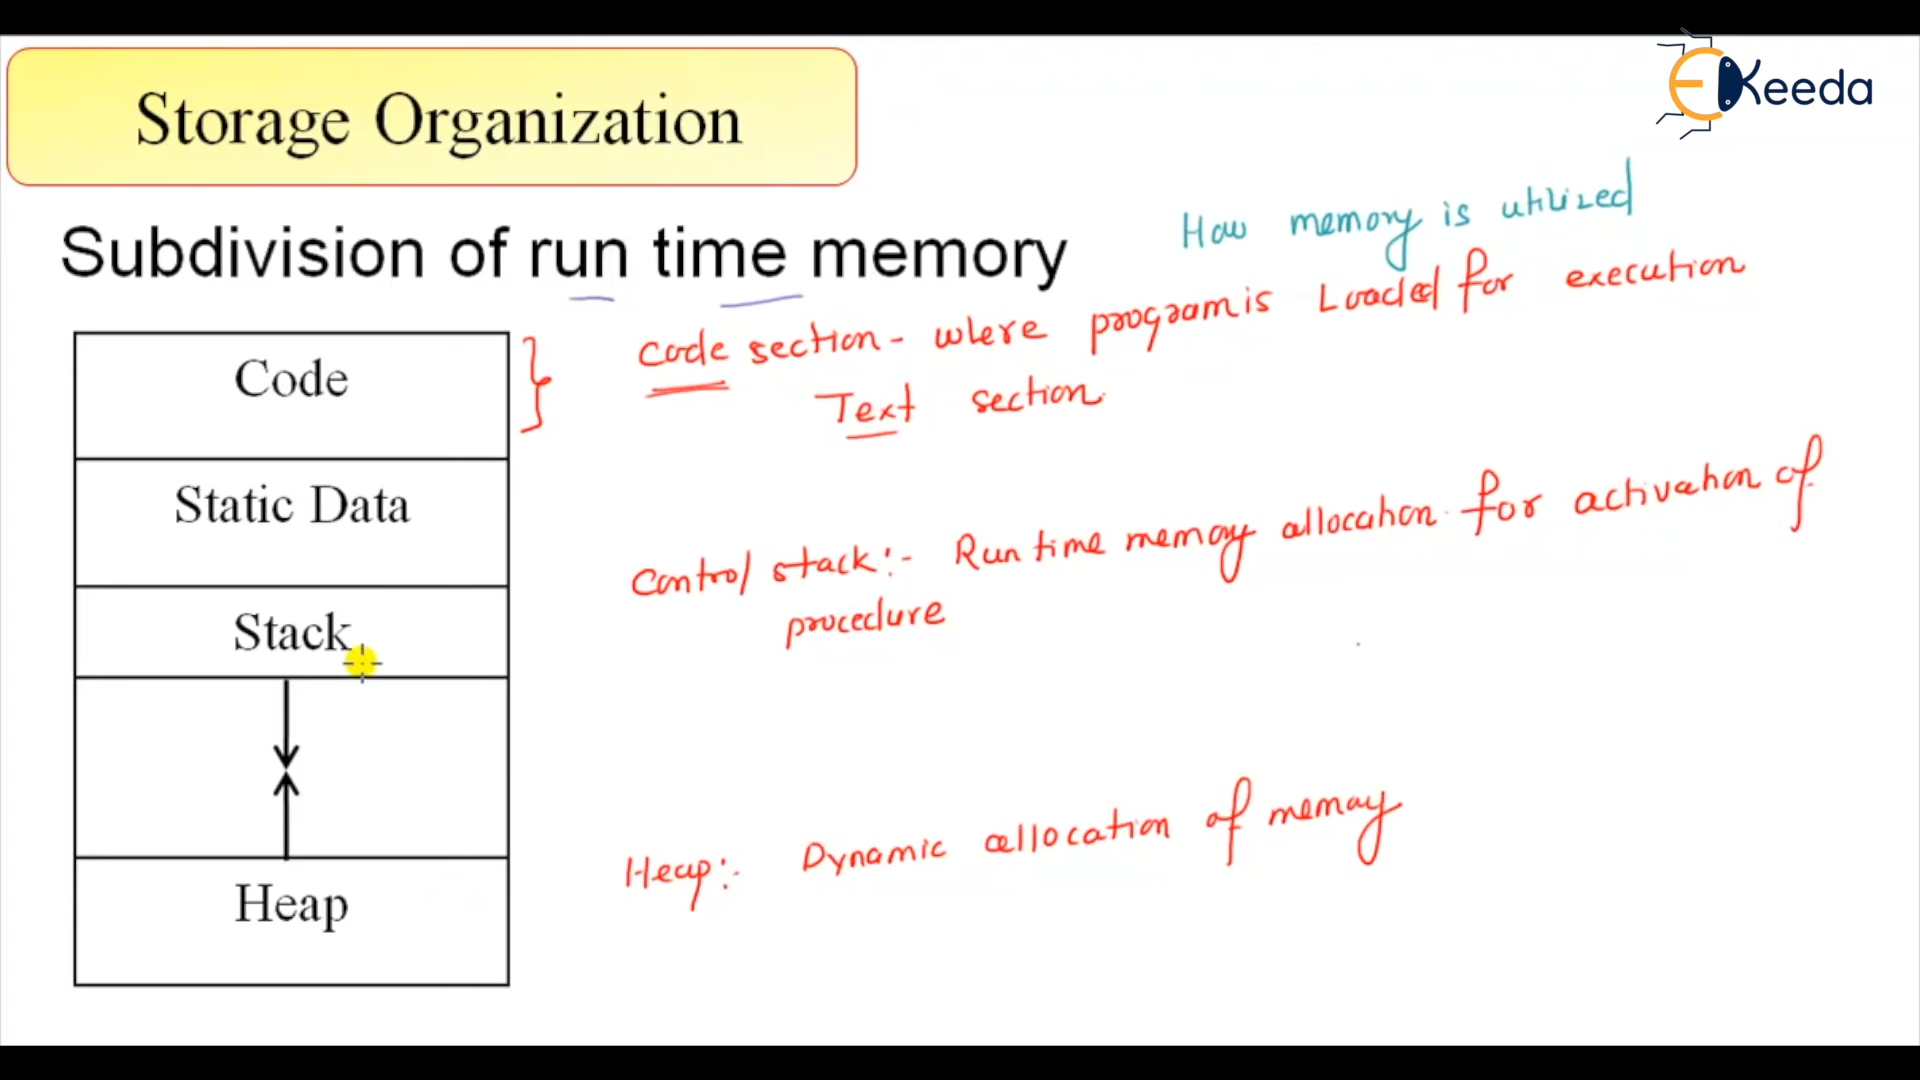 EKeeda
Storage Organization
How memory is utilized
Subdivision of run time memory
Code section - where program is Loaded for execution
Text section
Code
Static Data
Control stack :- Run time memory allocation for activation of
procedure
Stack
Heap :- Dynamic allocation of memory
Heap